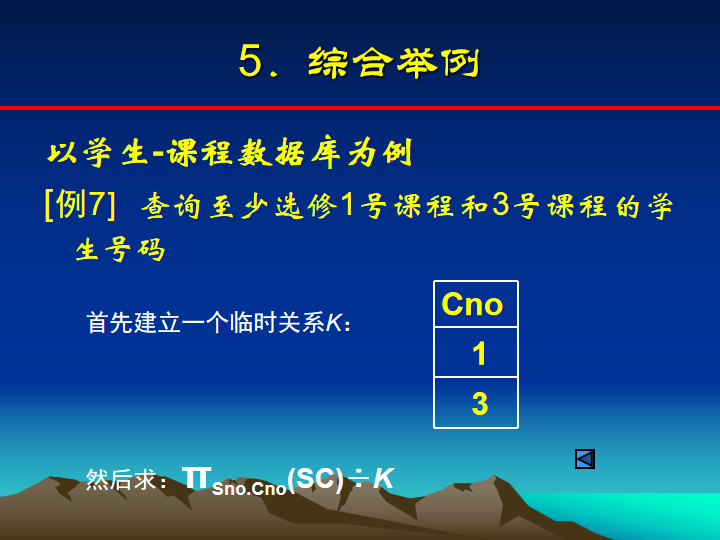 5．综合举例
以学生-课程数据库为例
[例7] 查询至少选修1号课程和3号课程的学
生号码
首先建立一个临时关系K：
Cno
1
3
然后求：πSno.Cno(SC)÷K